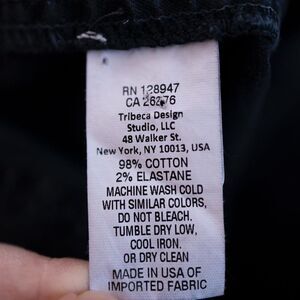 RN 128947
CA 26376
Tribeca Design
Studio, LLC
48 Walker St.
New York, NY 10013, USA
98% COTTON
2% ELASTANE
MACHINE WASH COLD
WITH SIMILAR COLORS,
DO NOT BLEACH.
TUMBLE DRY LOW,
COOL IRON.
OR DRY CLEAN
MADE IN USA OF
IMPORTED FABRIC